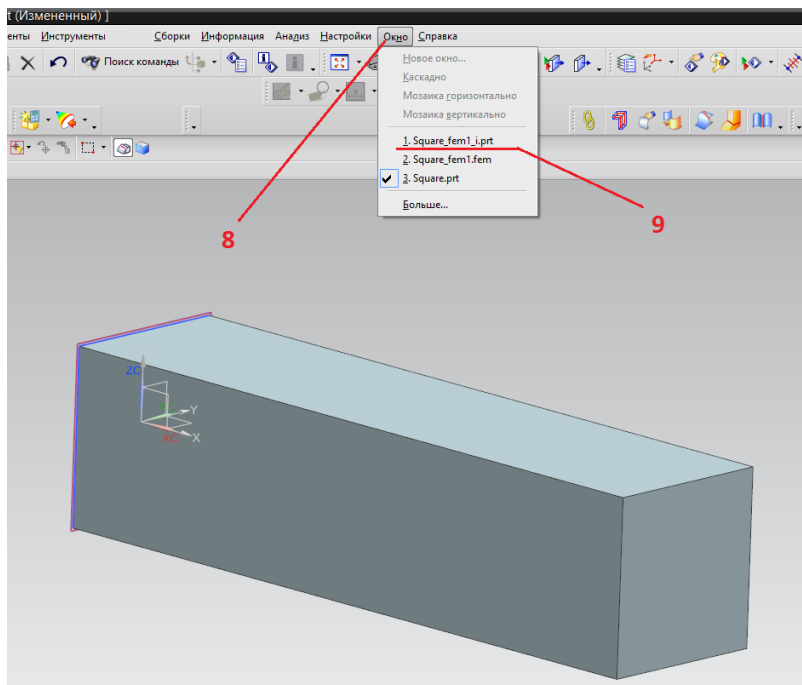 t (Измененный) ]
енты Инструменты Сборки Информация Анадиз Настройки Окно Справка
Поиск команды
Новое окно...
Каскадно
Мозаика горизонтально
Мозаика вертикально
1. Square_fem1_i.prt
2. Square_fem1.fem
3. Square.prt
Больше...
8
9
ZC
Y
XC
X